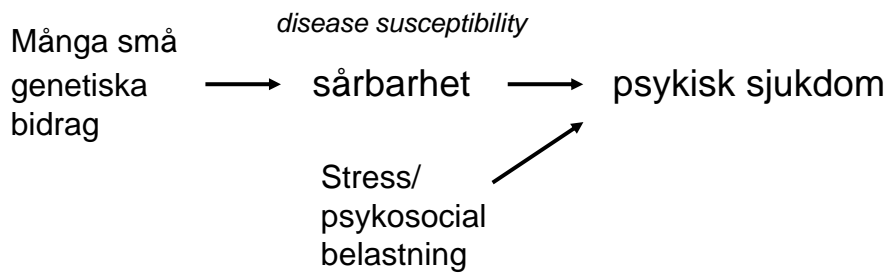 disease susceptibility
Många små
genetiska
bidrag
sårbarhet
psykisk sjukdom
Stress/
psykosocial
belastning